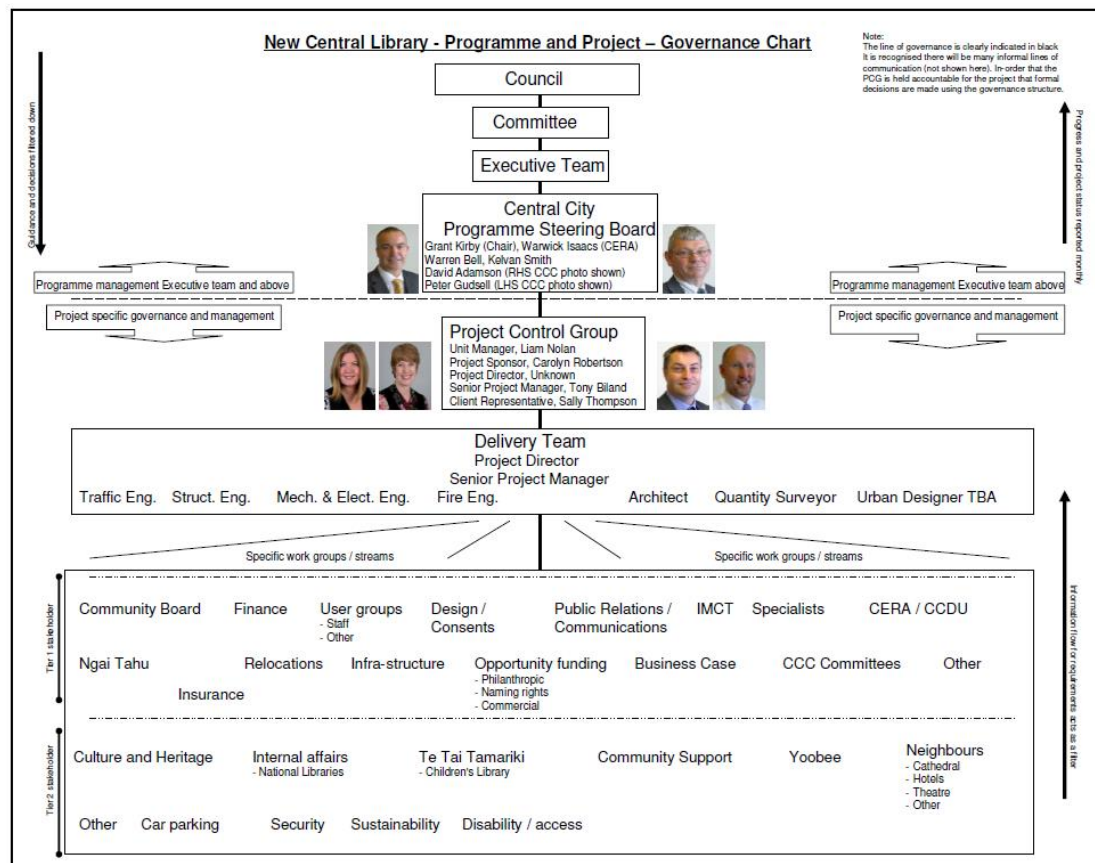 New Central Library - Programme and Project – Governance Chart
Note:
The line of governance is clearly indicated in black
It is recognised there will be many informal lines of
communication (not shown here). In-order that the
PCG is held accountable for the project that formal
decisions are made using the governance structure.
Council
Committee
Executive Team
Guidance and decisions filtered down
Progress and project status reported monthly
Central City
Programme Steering Board
Grant Kirby (Chair), Warwick Isaacs (CERA)
Warren Bell, Kelvan Smith
David Adamson (RHS CCC photo shown)
Peter Gudsell (LHS CCC photo shown)
Programme management Executive team and above
Programme management Executive team above
Project specific governance and management
Project specific governance and management
Project Control Group
Unit Manager, Liam Nolan
Project Sponsor, Carolyn Robertson
Project Director, Unknown
Senior Project Manager, Tony Biland
Client Representative, Sally Thompson
Delivery Team
Project Director
Senior Project Manager
Traffic Eng. Struct. Eng. Mech. & Elect. Eng. Fire Eng. Architect Quantity Surveyor Urban Designer TBA
Specific work groups / streams
Specific work groups / streams
Tier 1 stakeholder
Community Board Finance User groups Design / Public Relations / IMCT Specialists CERA / CCDU
- Staff Consents Communications
- Other
Ngai Tahu Relocations Infra-structure Opportunity funding Business Case CCC Committees Other
- Philanthropic
Insurance - Naming rights
- Commercial
Tier 2 stakeholder
Culture and Heritage Internal affairs Te Tai Tamariki Community Support Yoobee Neighbours
- National Libraries - Children's Library - Cathedral
- Hotels
- Theatre
- Other
Other Car parking Security Sustainability Disability / access
Information flow for requirements acts as a filter